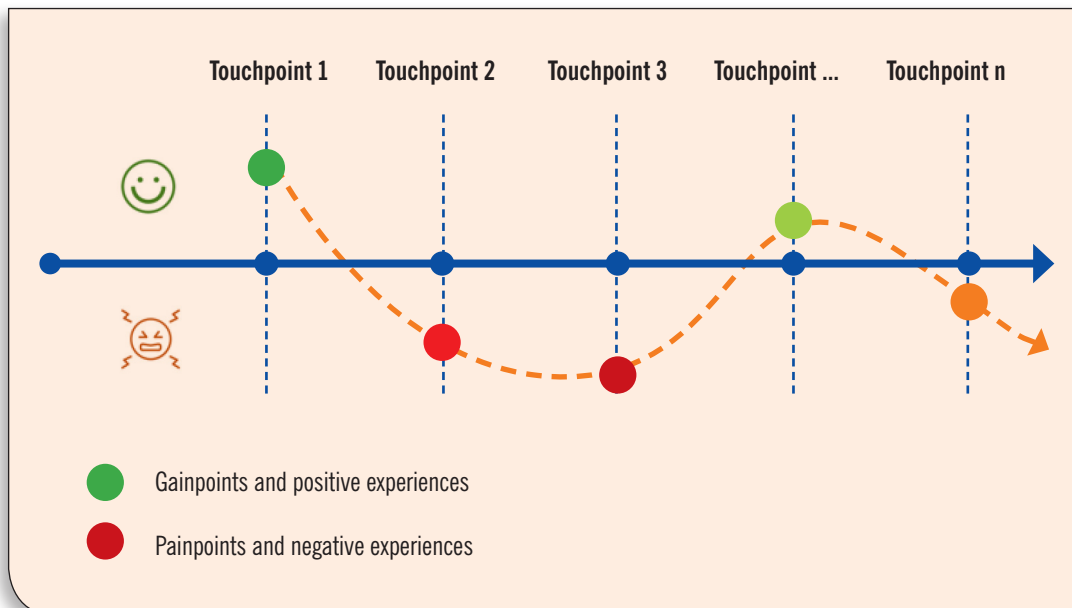 Touchpoint 1 Touchpoint 2 Touchpoint 3 Touchpoint ... Touchpoint n
Gainpoints and positive experiences
Painpoints and negative experiences